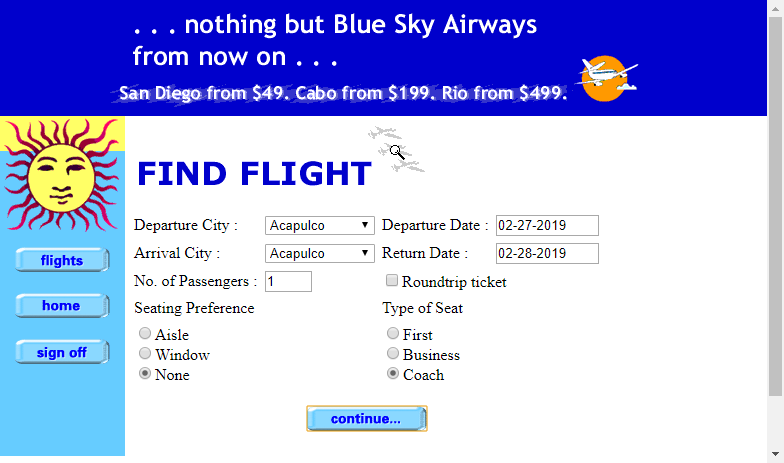 . . . nothing but Blue Sky Airways
from now on . . .
San Diego from $49. Cabo from $199. Rio from $499.
FIND FLIGHT
Departure City : Acapulco Departure Date : 02-27-2019
Arrival City : Acapulco Return Date : 02-28-2019
No. of Passengers : 1 Roundtrip ticket
Seating Preference Type of Seat
Aisle First
Window Business
None Coach
continue...
flights
home
sign off